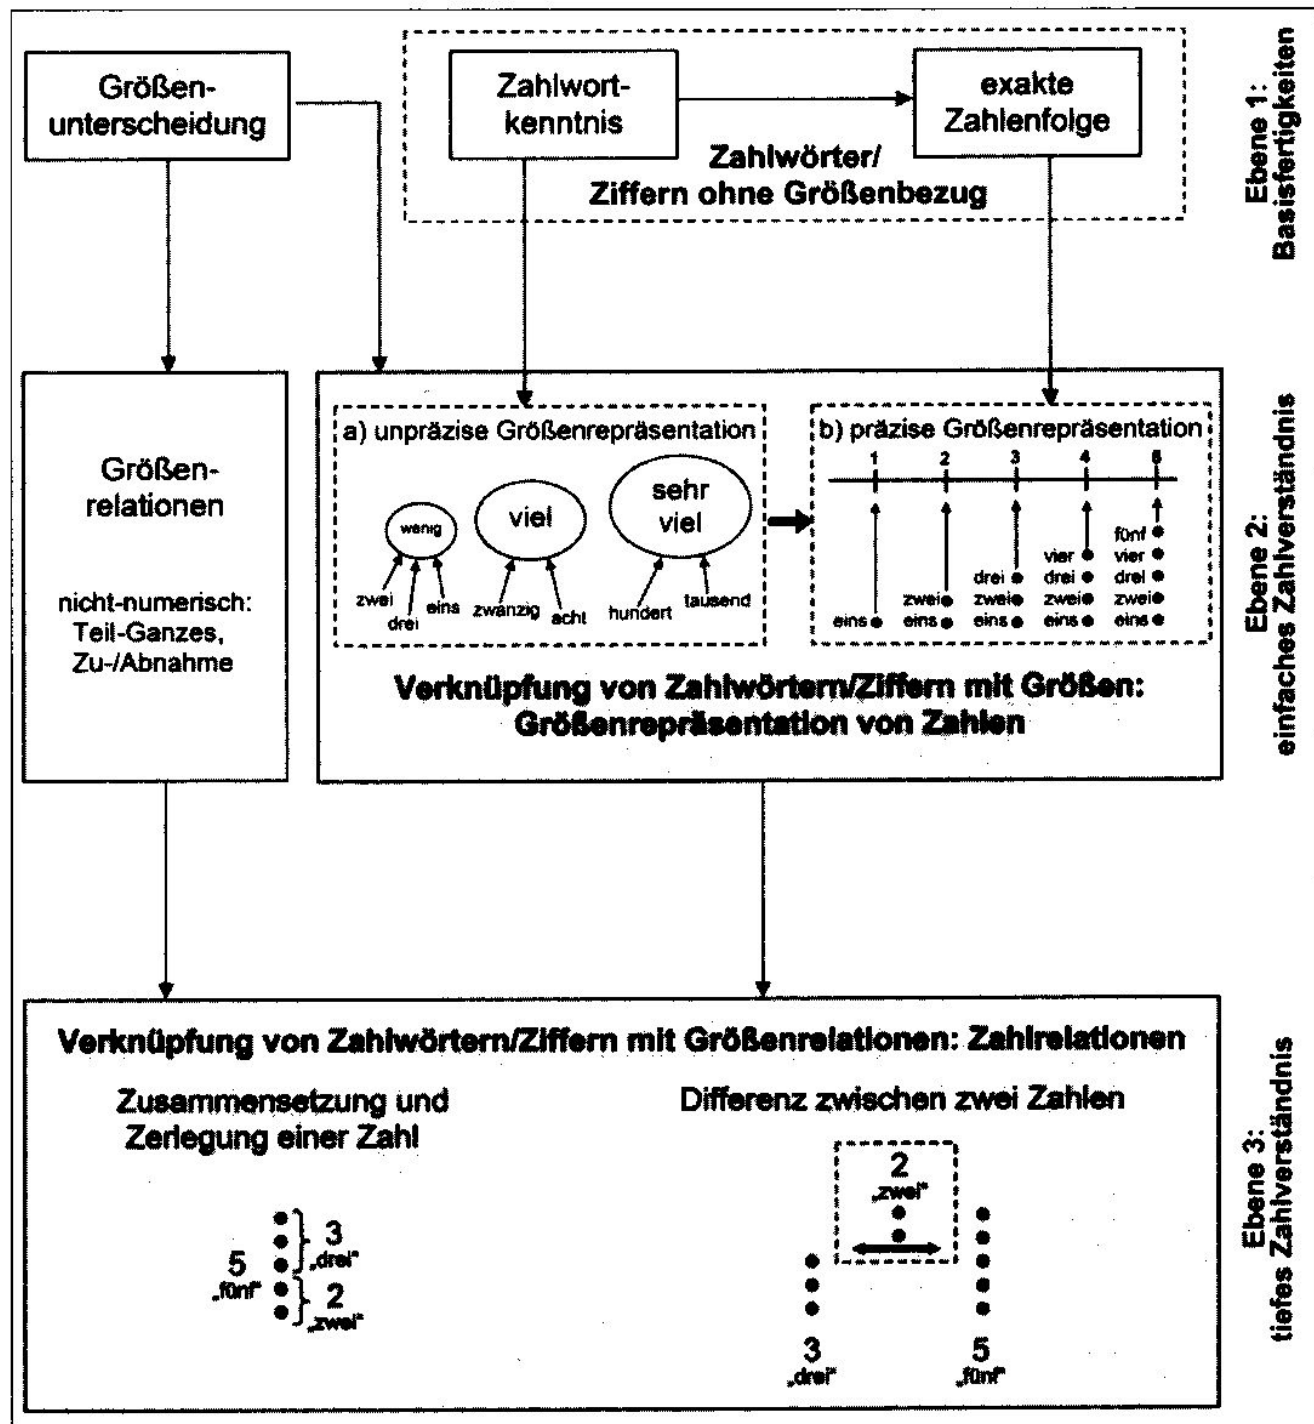 Größen-
unterscheidung
Zahlwort-
kenntnis
exakte
Zahlenfolge
Zahlwörter/
Ziffern ohne Größenbezug
Ebene 1:
Basisfertigkeiten
Größen-
relationen
nicht-numerisch:
Teil-Ganzes,
Zu-/Abnahme
a) unpräzise Größenrepräsentation
wenig
viel
sehr
viel
zwei
drei
eins
zwanzig
acht
hundert
tausend
b) präzise Größenrepräsentation
1 2 3 4 5
fünf
vier vier
drei drei drei
zwei zwei zwei zwei
eins eins eins eins eins
Verknüpfung von Zahlwörtern/Ziffern mit Größen:
Größenrepräsentation von Zahlen
Ebene 2:
einfaches Zahlverständnis
Verknüpfung von Zahlwörtern/Ziffern mit Größenrelationen: Zahlrelationen
Zusammensetzung und
Zerlegung einer Zahl
5
„fünf“
3
„drei“
2
„zwei“
Differenz zwischen zwei Zahlen
2
„zwei“
3
„drei“
5
„fünf“
Ebene 3:
tiefes Zahlverständnis